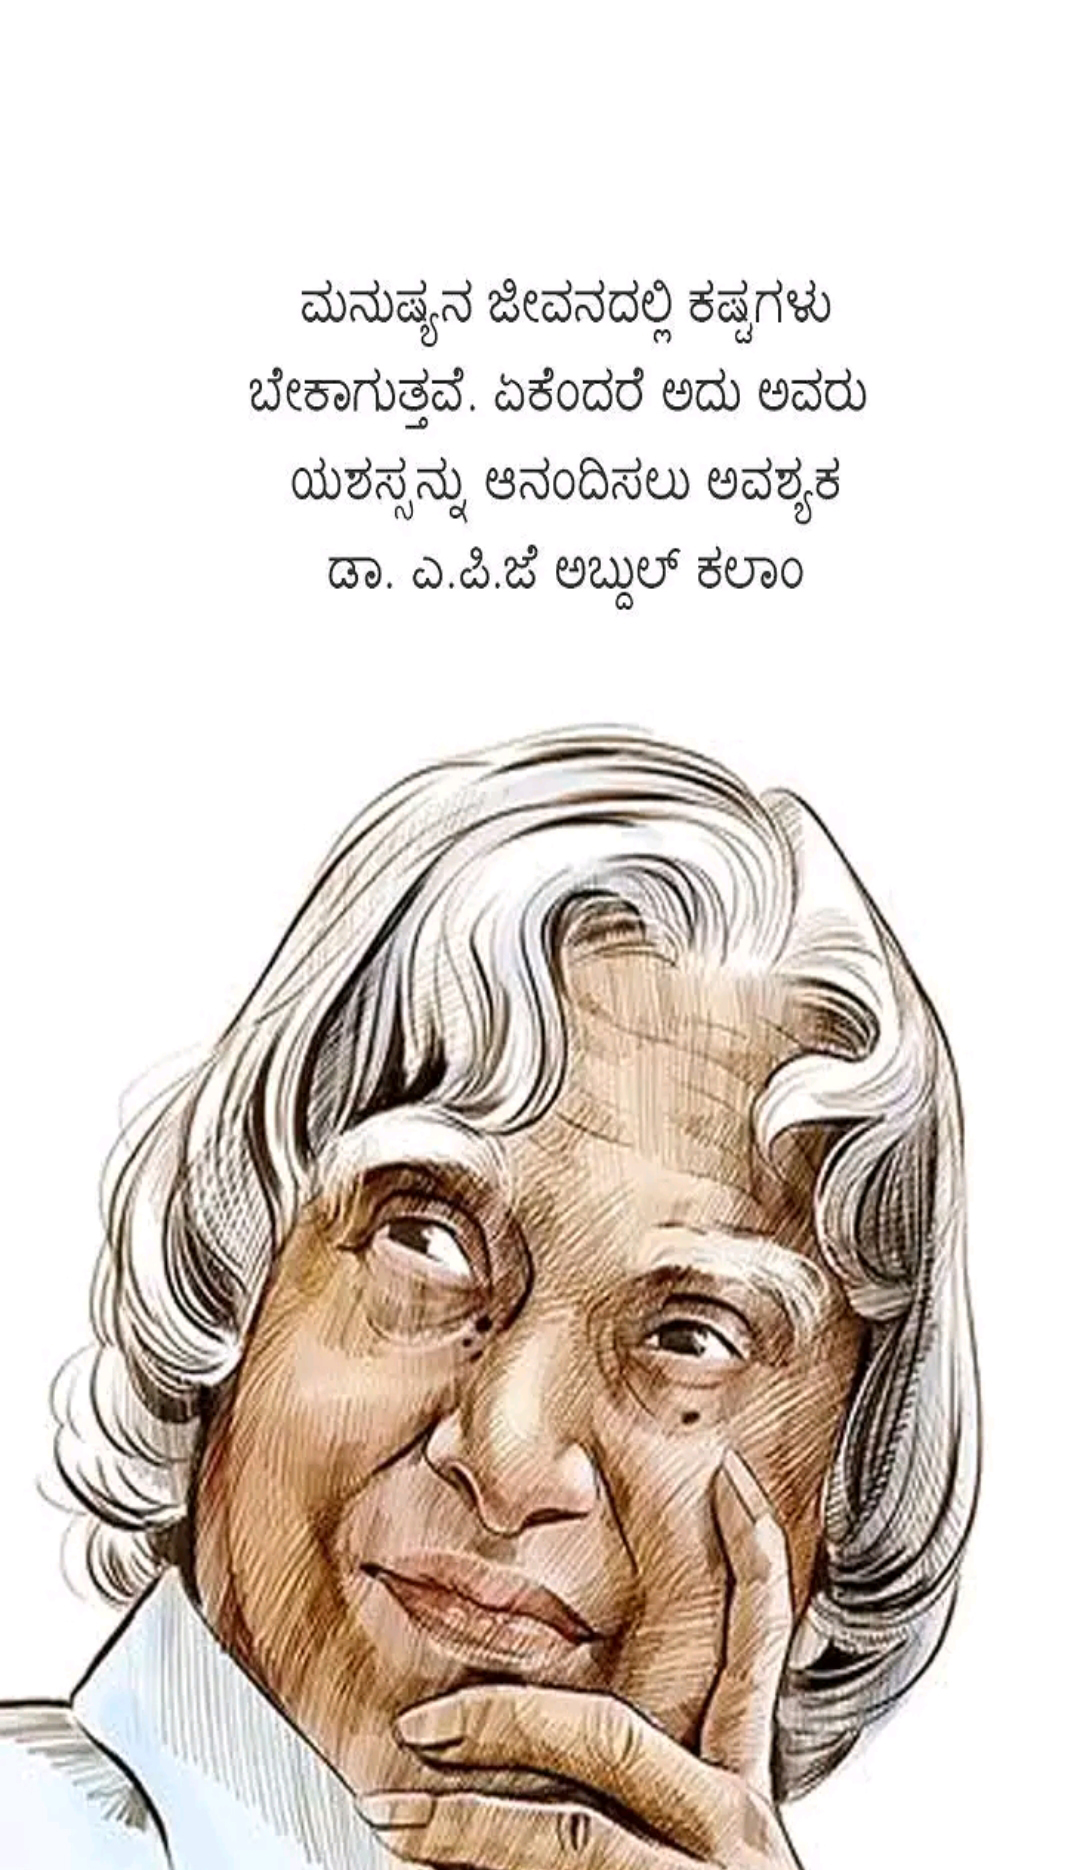 ಮನುಷ್ಯನ ಜೀವನದಲ್ಲಿ ಕಷ್ಟಗಳು
ಬೇಕಾಗುತ್ತವೆ. ಏಕೆಂದರೆ ಅದು ಅವರು
ಯಶಸ್ಸನ್ನು ಆನಂದಿಸಲು ಅವಶ್ಯಕ
ಡಾ. ಎ.ಪಿ.ಜೆ ಅಬ್ದುಲ್ ಕಲಾಂ